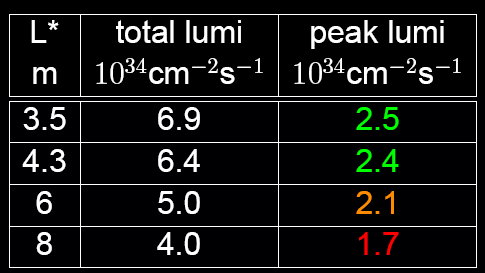 L* total lumi peak lumi
m 10³⁴cm⁻²s⁻¹ 10³⁴cm⁻²s⁻¹
3.5 6.9 2.5
4.3 6.4 2.4
6 5.0 2.1
8 4.0 1.7